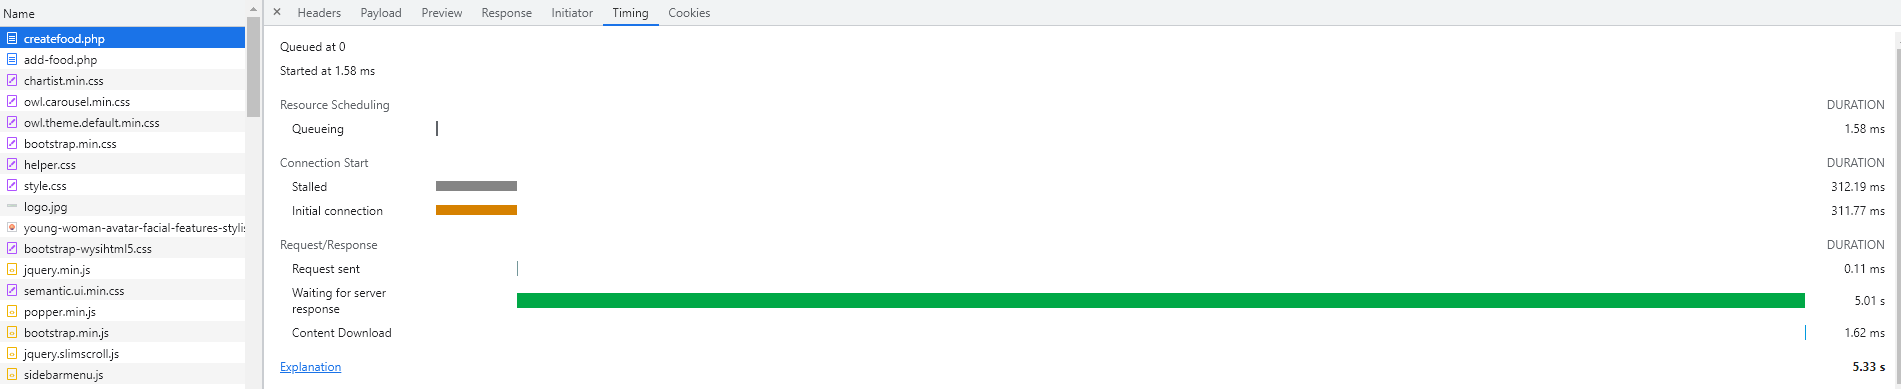 Name
createfood.php
add-food.php
chartist.min.css
owl.carousel.min.css
owl.theme.default.min.css
bootstrap.min.css
helper.css
style.css
logo.jpg
young-woman-avatar-facial-features-stylis
bootstrap-wysihtml5.css
jquery.min.js
semantic.ui.min.css
popper.min.js
bootstrap.min.js
jquery.slimscroll.js
sidebarmenu.js
× Headers Payload Preview Response Initiator Timing Cookies
Queued at 0
Started at 1.58 ms
Resource Scheduling DURATION
Queueing 1.58 ms
Connection Start DURATION
Stalled 312.19 ms
Initial connection 311.77 ms
Request/Response DURATION
Request sent 0.11 ms
Waiting for server
response 5.01 s
Content Download 1.62 ms
Explanation 5.33 s